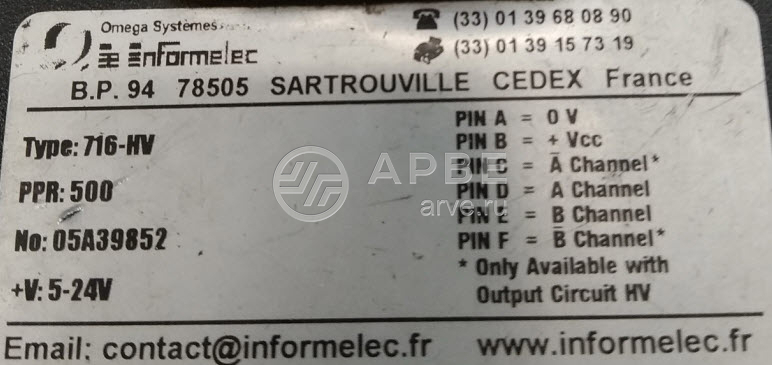 Omega Systèmes
informelec
(33) 01 39 68 08 90
(33) 01 39 15 73 19
B.P. 94 78505 SARTROUVILLE CEDEX France
Type: 716-HV
PPR: 500
No: 05A39852
+V: 5-24V
PIN A = 0 V
PIN B = + Vcc
PIN C = A̅ Channel*
PIN D = A Channel
PIN E = B Channel
PIN F = B̅ Channel*
* Only Available with
Output Circuit HV
АРВЕ
arve.ru
Email: contact@informelec.fr www.informelec.fr